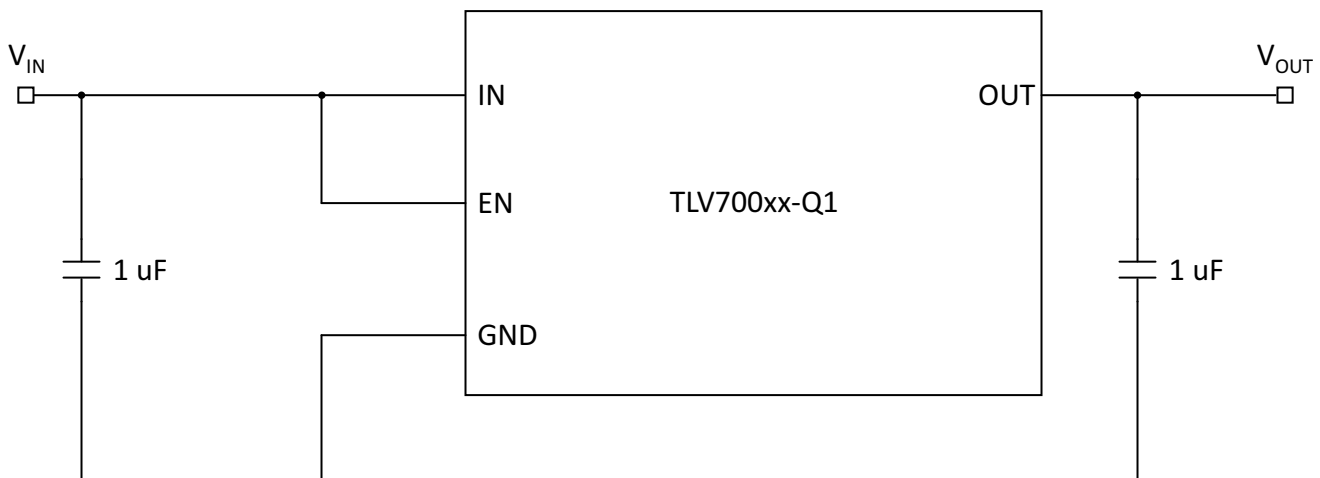 V_IN
V_OUT
IN
OUT
EN
TLV700xx-Q1
1 uF
1 uF
GND